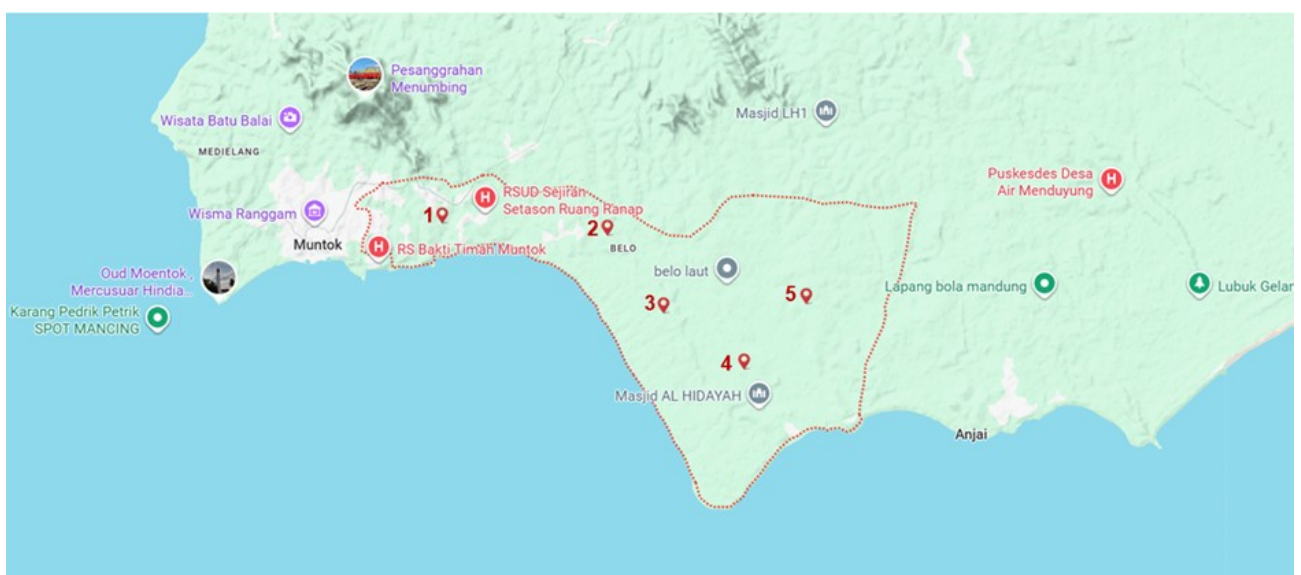 Pesanggrahan
Menumbing
Wisata Batu Balai
Masjid LH1
MEDIELANG
Puskesdes Desa
Air Menduyung
RSUD Sejiran
Setason Ruang Ranap
Wisma Ranggam
1
2
Muntok
RS Bakti Timah Muntok
BELO
belo laut
Oud Moentok,
Mercusuar Hindia...
Karang Pedrik Petrik
SPOT MANCING
3
5
Lapang bola mandung
Lubuk Gelan
4
Masjid AL HIDAYAH
Anjai